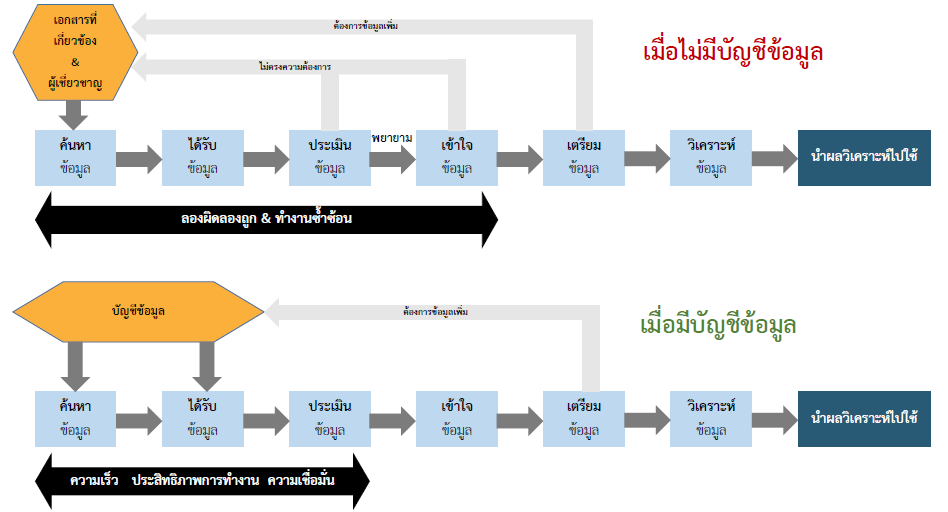 เอกสารที่
เกี่ยวข้อง
&
ผู้เชี่ยวชาญ
ต้องการข้อมูลเพิ่ม
ไม่ตรงความต้องการ
เมื่อไม่มีบัญชีข้อมูล
ค้นหา
ข้อมูล
ได้รับ
ข้อมูล
ประเมิน
ข้อมูล
พยายาม
เข้าใจ
ข้อมูล
เตรียม
ข้อมูล
วิเคราะห์
ข้อมูล
นำผลวิเคราะห์ไปใช้
ลองผิดลองถูก & ทำงานซ้ำซ้อน
บัญชีข้อมูล
ต้องการข้อมูลเพิ่ม
เมื่อมีบัญชีข้อมูล
ค้นหา
ข้อมูล
ได้รับ
ข้อมูล
ประเมิน
ข้อมูล
เข้าใจ
ข้อมูล
เตรียม
ข้อมูล
วิเคราะห์
ข้อมูล
นำผลวิเคราะห์ไปใช้
ความเร็ว ประสิทธิภาพการทำงาน ความเชื่อมั่น